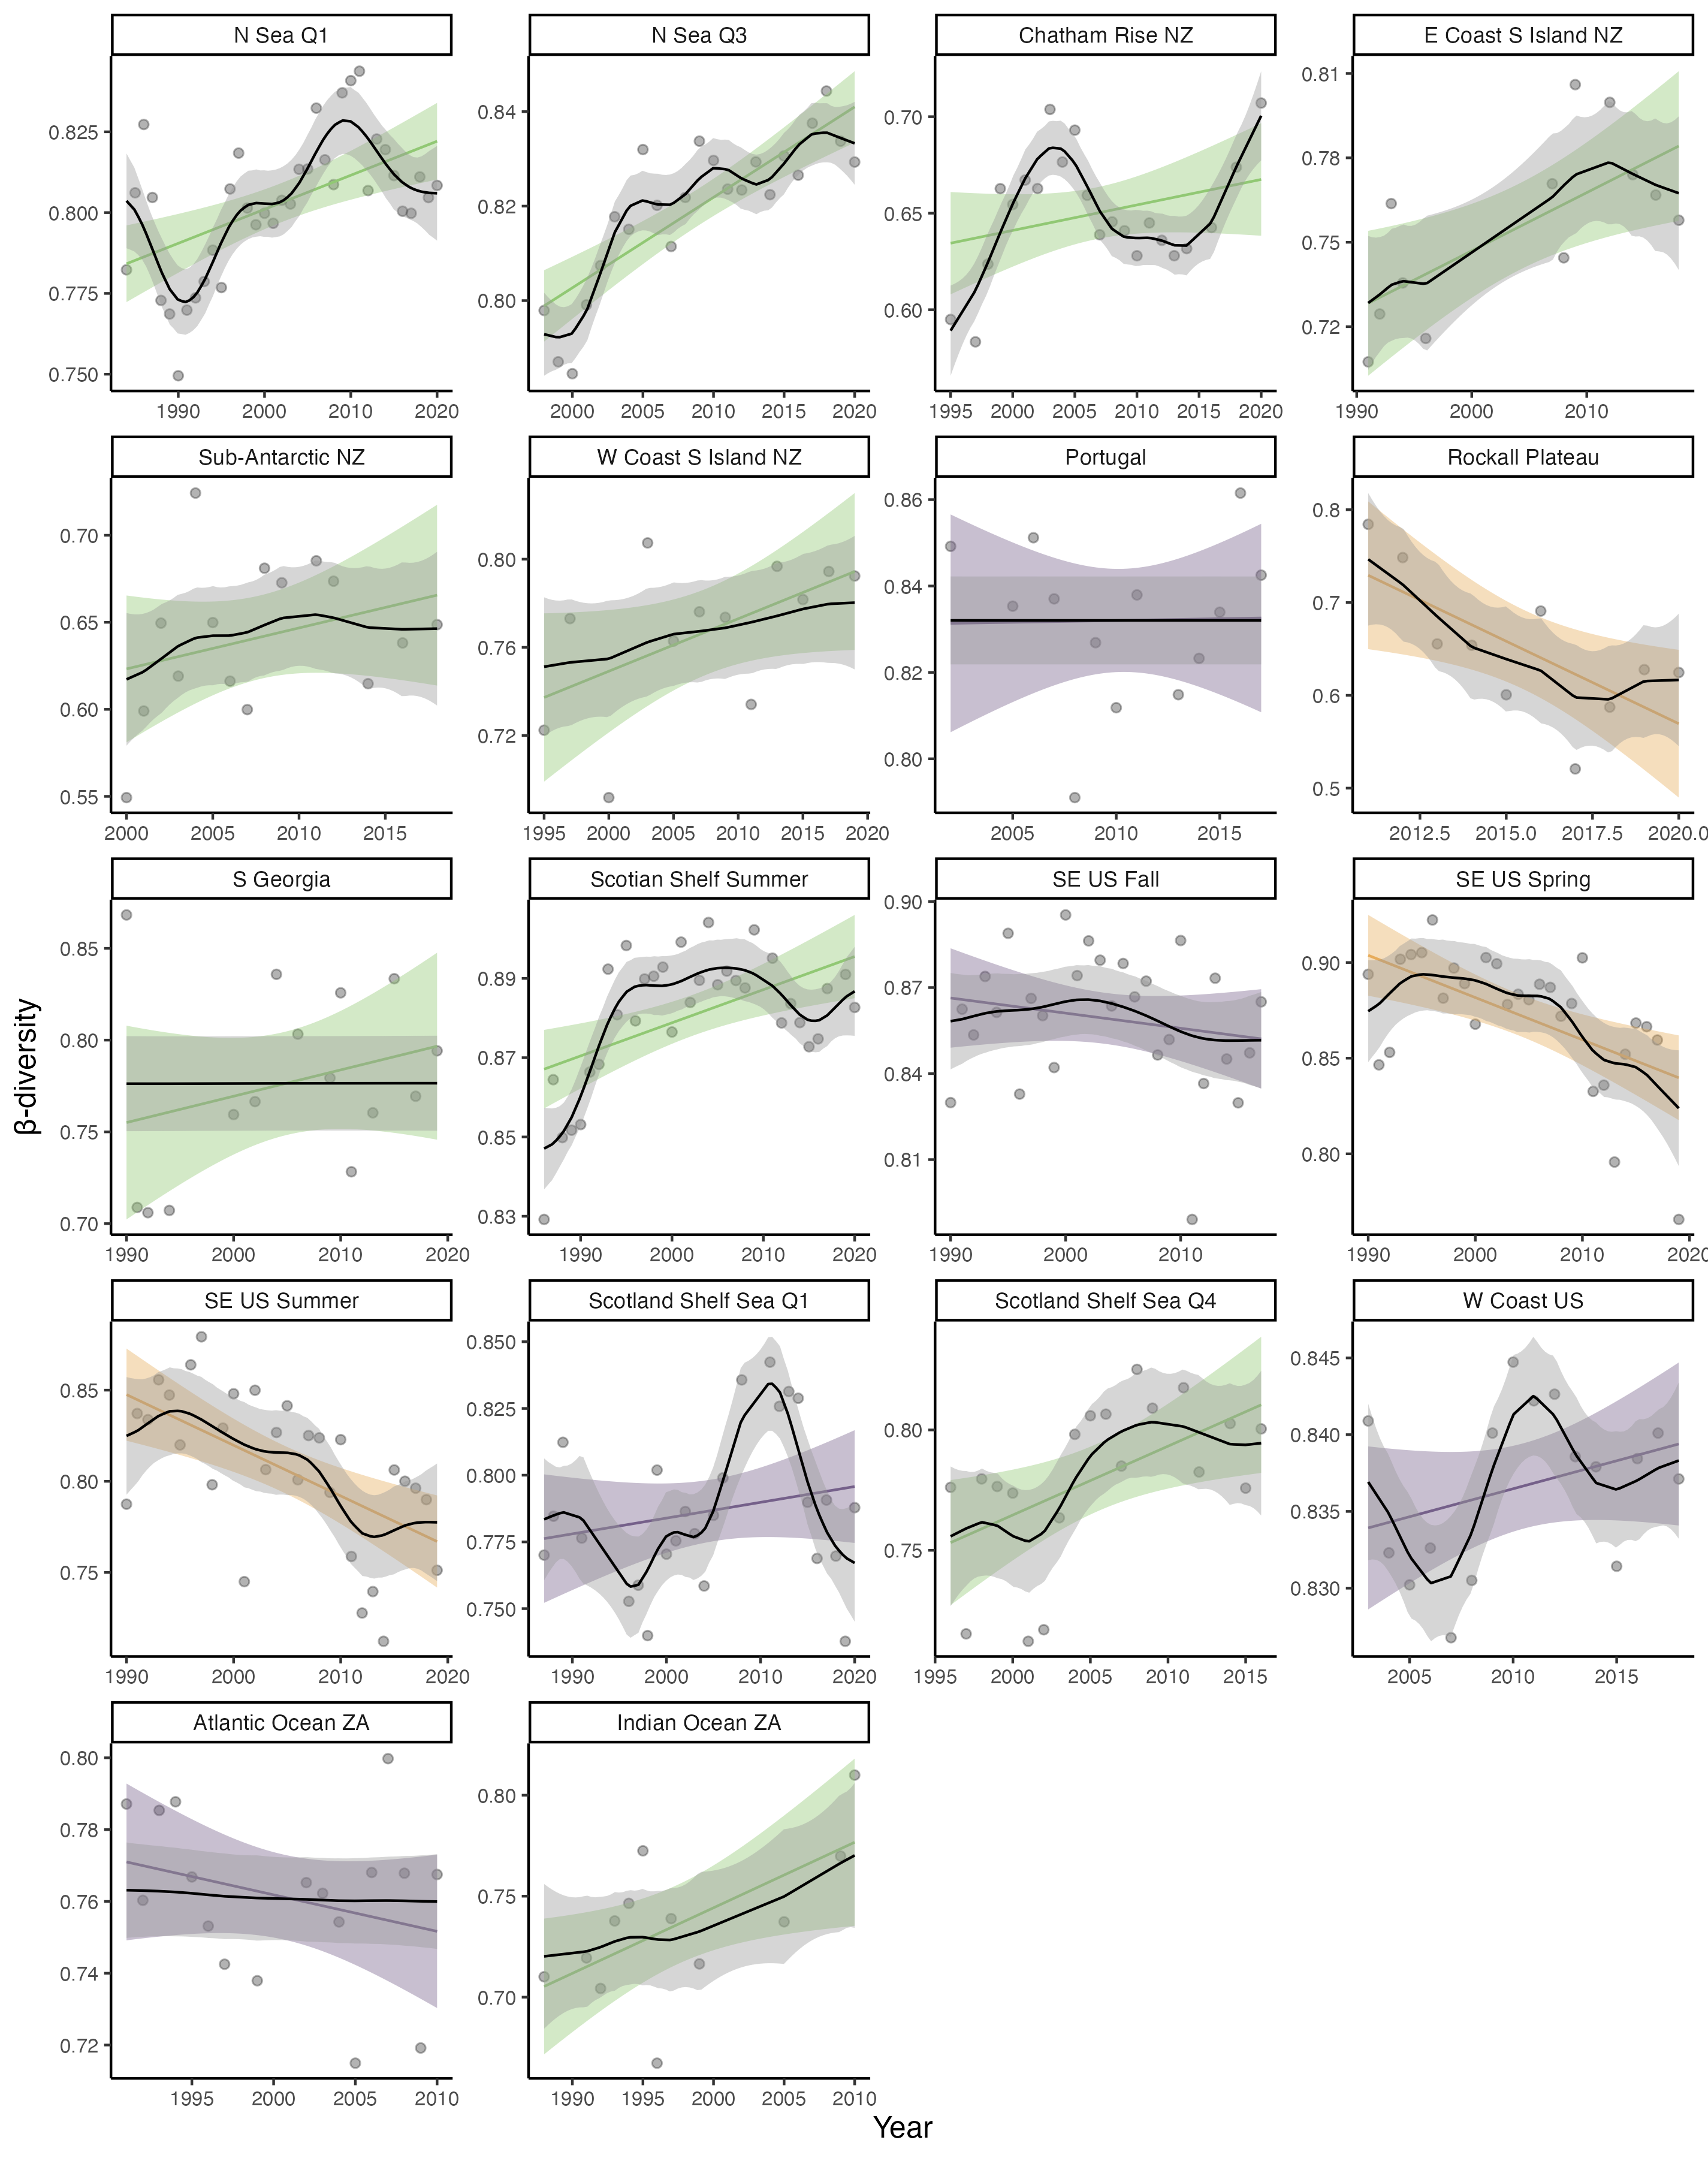 N Sea Q1 N Sea Q3 Chatham Rise NZ E Coast S Island NZ
0.825 0.800 0.775 0.750
1990 2000 2010 2020
0.84 0.82 0.80
2000 2005 2010 2015 2020
0.70 0.65 0.60
1995 2000 2005 2010 2015 2020
0.81 0.78 0.75 0.72
1990 2000 2010
Sub-Antarctic NZ W Coast S Island NZ Portugal Rockall Plateau
0.70 0.65 0.60 0.55
2000 2005 2010 2015
0.80 0.76 0.72
1995 2000 2005 2010 2015 2020
0.86 0.84 0.82 0.80
2005 2010 2015
0.8 0.7 0.6 0.5
2012.5 2015.0 2017.5 2020.0
S Georgia Scotian Shelf Summer SE US Fall SE US Spring
0.85 0.80 0.75 0.70
1990 2000 2010 2020
0.89 0.87 0.85 0.83
1990 2000 2010 2020
0.90 0.87 0.84 0.81
1990 2000 2010
0.90 0.85 0.80
1990 2000 2010 2020
SE US Summer Scotland Shelf Sea Q1 Scotland Shelf Sea Q4 W Coast US
0.85 0.80 0.75
1990 2000 2010 2020
0.850 0.825 0.800 0.775 0.750
1990 2000 2010 2020
0.80 0.75
1995 2000 2005 2010 2015
0.845 0.840 0.835 0.830
2005 2010 2015
Atlantic Ocean ZA Indian Ocean ZA
0.80 0.78 0.76 0.74 0.72
1995 2000 2005 2010
0.80 0.75 0.70
1990 1995 2000 2005 2010
β-diversity
Year